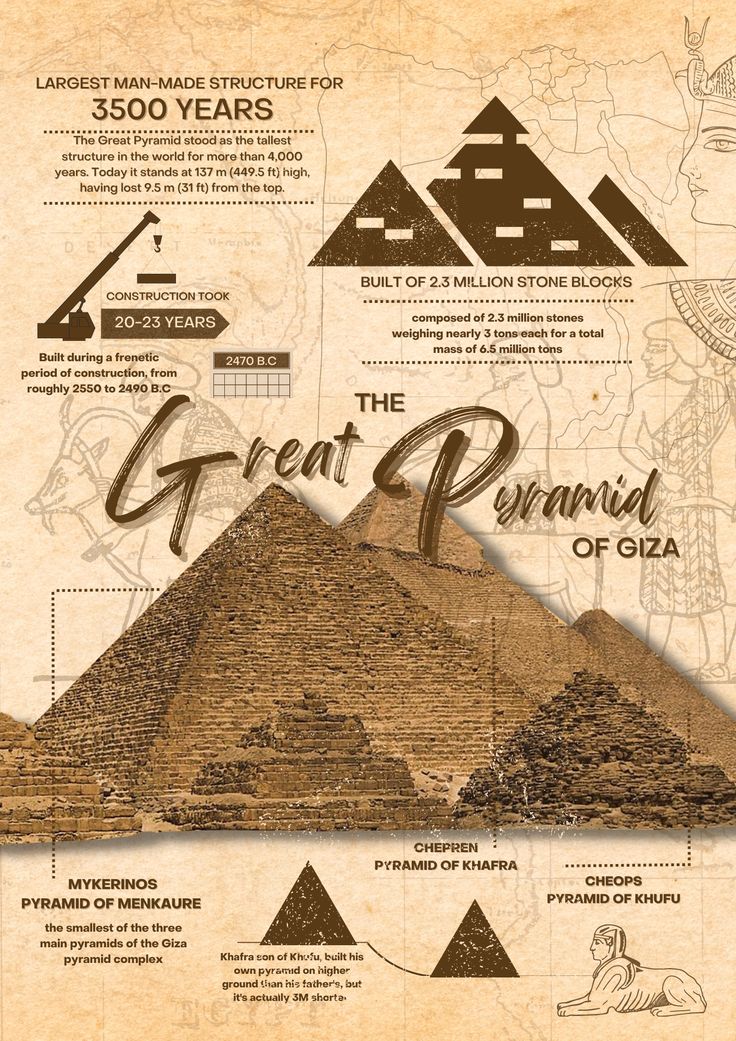 LARGEST MAN-MADE STRUCTURE FOR
3500 YEARS
The Great Pyramid stood as the tallest
structure in the world for more than 4,000
years. Today it stands at 137 m (449.5 ft) high,
having lost 9.5 m (31 ft) from the top.
CONSTRUCTION TOOK
20-23 YEARS
Built during a frenetic
period of construction, from
roughly 2550 to 2490 B.C
2470 B.C
BUILT OF 2.3 MILLION STONE BLOCKS
composed of 2.3 million stones
weighing nearly 3 tons each for a total
mass of 6.5 million tons
THE
Great Pyramid
OF GIZA
MYKERINOS
PYRAMID OF MENKAURE
the smallest of the three
main pyramids of the Giza
pyramid complex
CHEPREN
PYRAMID OF KHAFRA
Khafra son of Khufu, built his
own pyramid on higher
ground than his father's, but
it's actually 3M shorte
CHEOPS
PYRAMID OF KHUFU
EGYPT